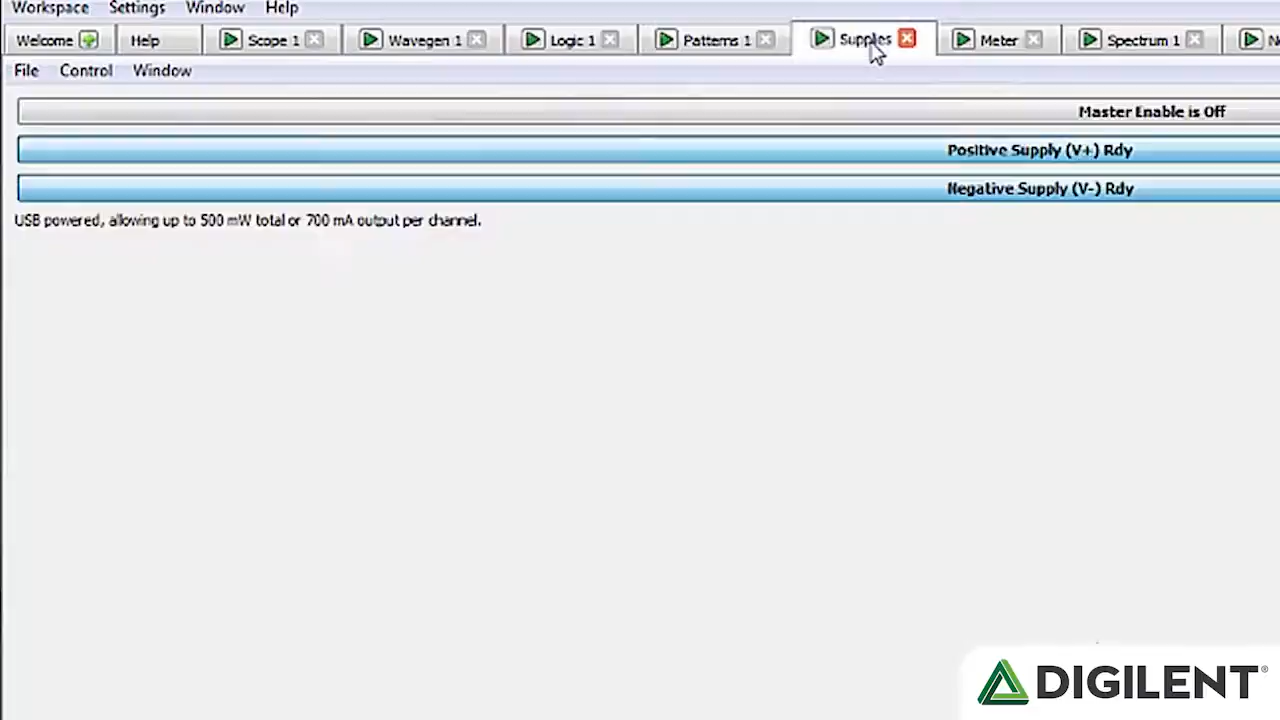 Workspace Settings Window Help
Welcome Help Scope 1 Wavegen 1 Logic 1 Patterns 1 Supplies Meter Spectrum 1
File Control Window
Master Enable is Off
Positive Supply (V+) Rdy
Negative Supply (V-) Rdy
USB powered, allowing up to 500 mW total or 700 mA output per channel.
DIGILENT®